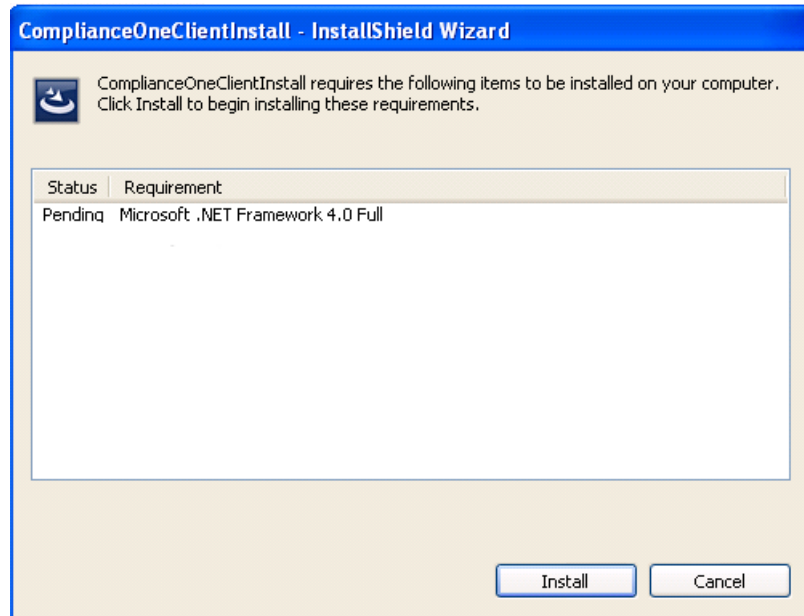 ComplianceOneClientInstall - InstallShield Wizard
ComplianceOneClientInstall requires the following items to be installed on your computer.
Click Install to begin installing these requirements.
Status Requirement
Pending Microsoft .NET Framework 4.0 Full
Install Cancel